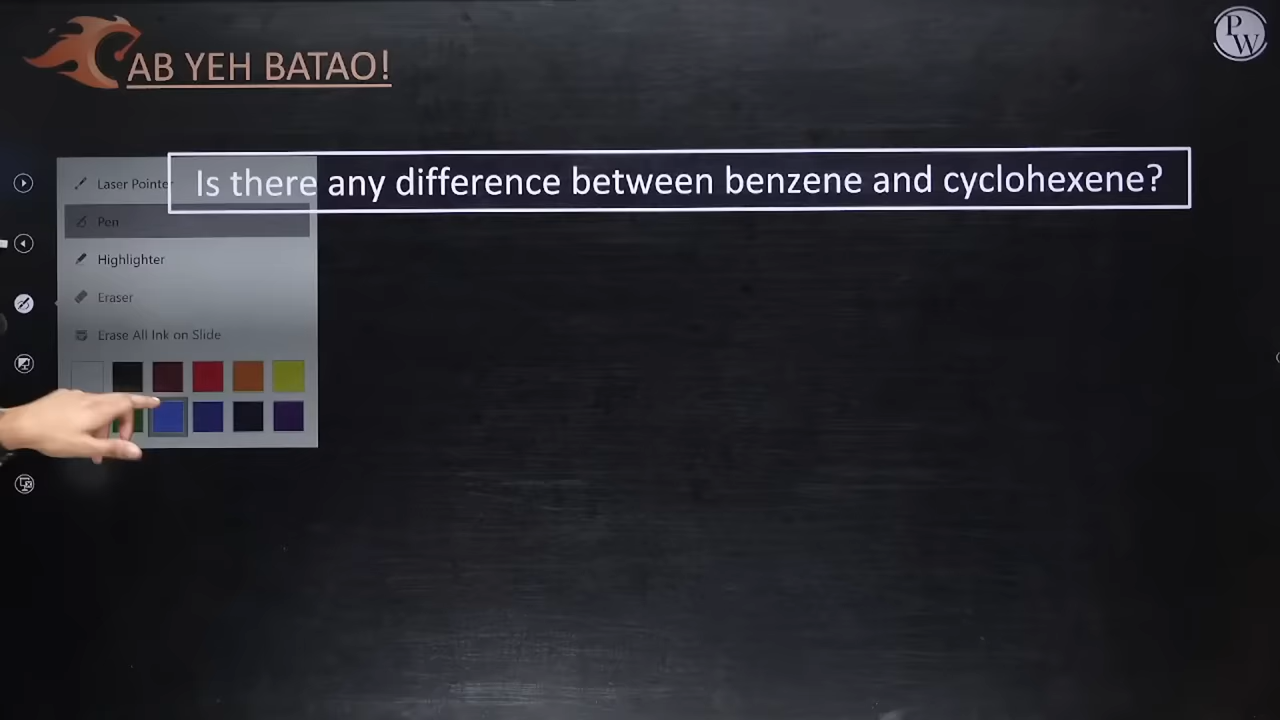 AB YEH BATAO!
PW
Is there any difference between benzene and cyclohexene?
Laser Pointer
Pen
Highlighter
Eraser
Erase All Ink on Slide